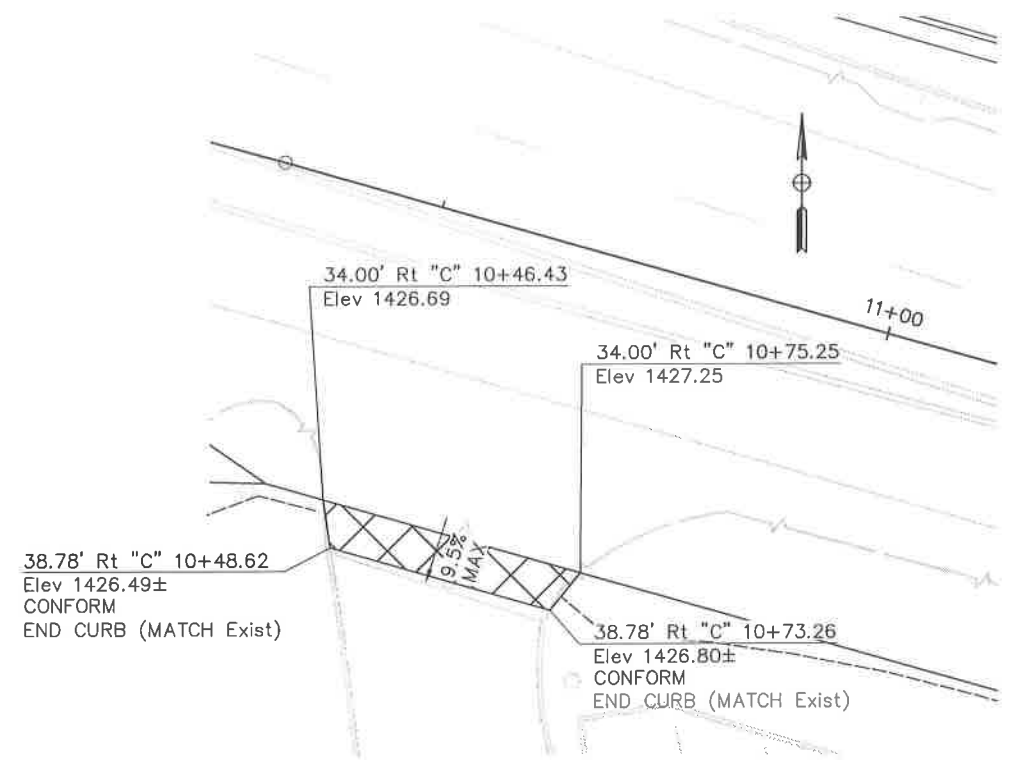 34.00' Rt "C" 10+46.43
Elev 1426.69
11+00
34.00' Rt "C" 10+75.25
Elev 1427.25
9.5%
MAX
38.78' Rt "C" 10+48.62
Elev 1426.49±
CONFORM
END CURB (MATCH Exist)
38.78' Rt "C" 10+73.26
Elev 1426.80±
CONFORM
END CURB (MATCH Exist)